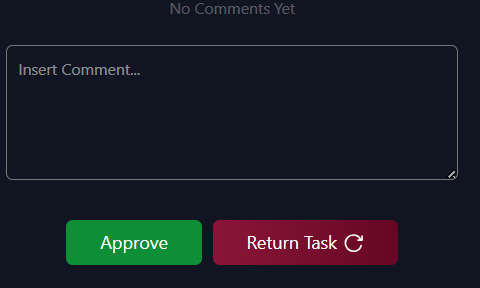 No Comments Yet
Insert Comment...
Approve
Return Task